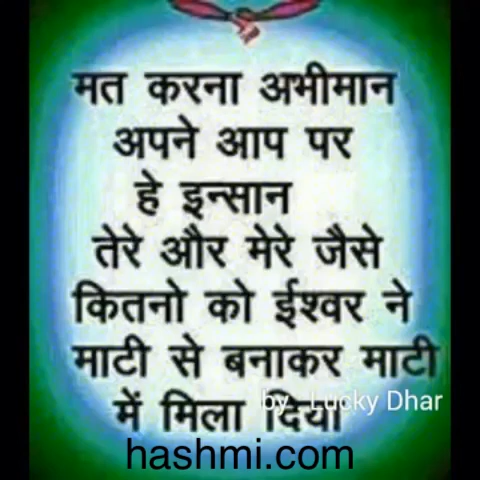 मत करना अभीमान
अपने आप पर
हे इन्सान
तेरे और मेरे जैसे
कितनो को ईश्वर ने
माटी से बनाकर माटी
में मिला दिया
by . Lucky Dhar
hashmi.com